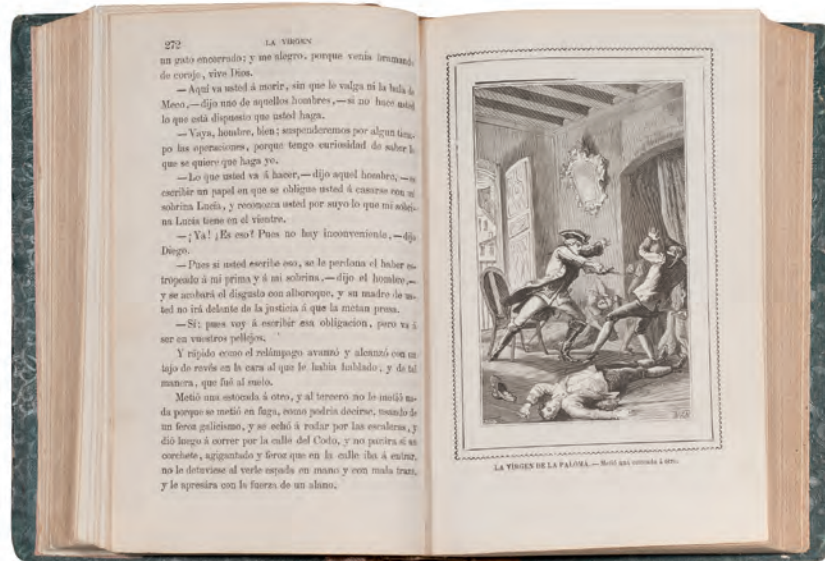 272 LA VIRGEN
un gato encerrado; y me alegro, porque venia bramando
de coraje, vive Dios.
—Aquí va usted á morir, sin que le valga ni la bula de
Meco,—dijo uno de aquellos hombres,—si no hace usted
lo que está dispuesto que usted haga.
—Vaya, hombre, bien; suspenderemos por algun tiem-
po las operaciones, porque tengo curiosidad de saber lo
que se quiere que haga yo.
—Lo que usted va á hacer,—dijo aquel hombre,—es
escribir un papel en que se obligue usted á casarse con mi
sobrina Lucía, y reconozca usted por suyo lo que mi sobri-
na Lucía tiene en el vientre.
—¡Ya! ¿Es eso? Pues no hay inconveniente,—dijo
Diego.
—Pues si usted escribe eso, se le perdona el haber es-
tropeado á mi prima y á mi sobrina,—dijo el hombre,—
y se acabará el disgusto con alboroque, y su madre de us-
ted no irá delante de la justicia á que la metan presa.
—Sí: pues voy á escribir esa obligacion, pero va á
ser en vuestros pellejos.
Y rápido como el relámpago avanzó y alcanzó con un
tajo de revés en la cara al que le habia hablado, y de tal
manera, que fué al suelo.
Metió una estocada á otro, y al tercero no le metió na-
da porque se metió en fuga, como podria decirse, usando de
un feroz galicismo, y se echó á rodar por las escaleras, y
dió luego á correr por la calle del Codo, y no parára si un
corchete, agigantado y feroz que en la calle iba á entrar,
no le detuviese al verle espada en mano y con mala traza,
y le apresára con la fuerza de un alano.
LA VIRGEN DE LA PALOMA.—Metió una estocada á otro.